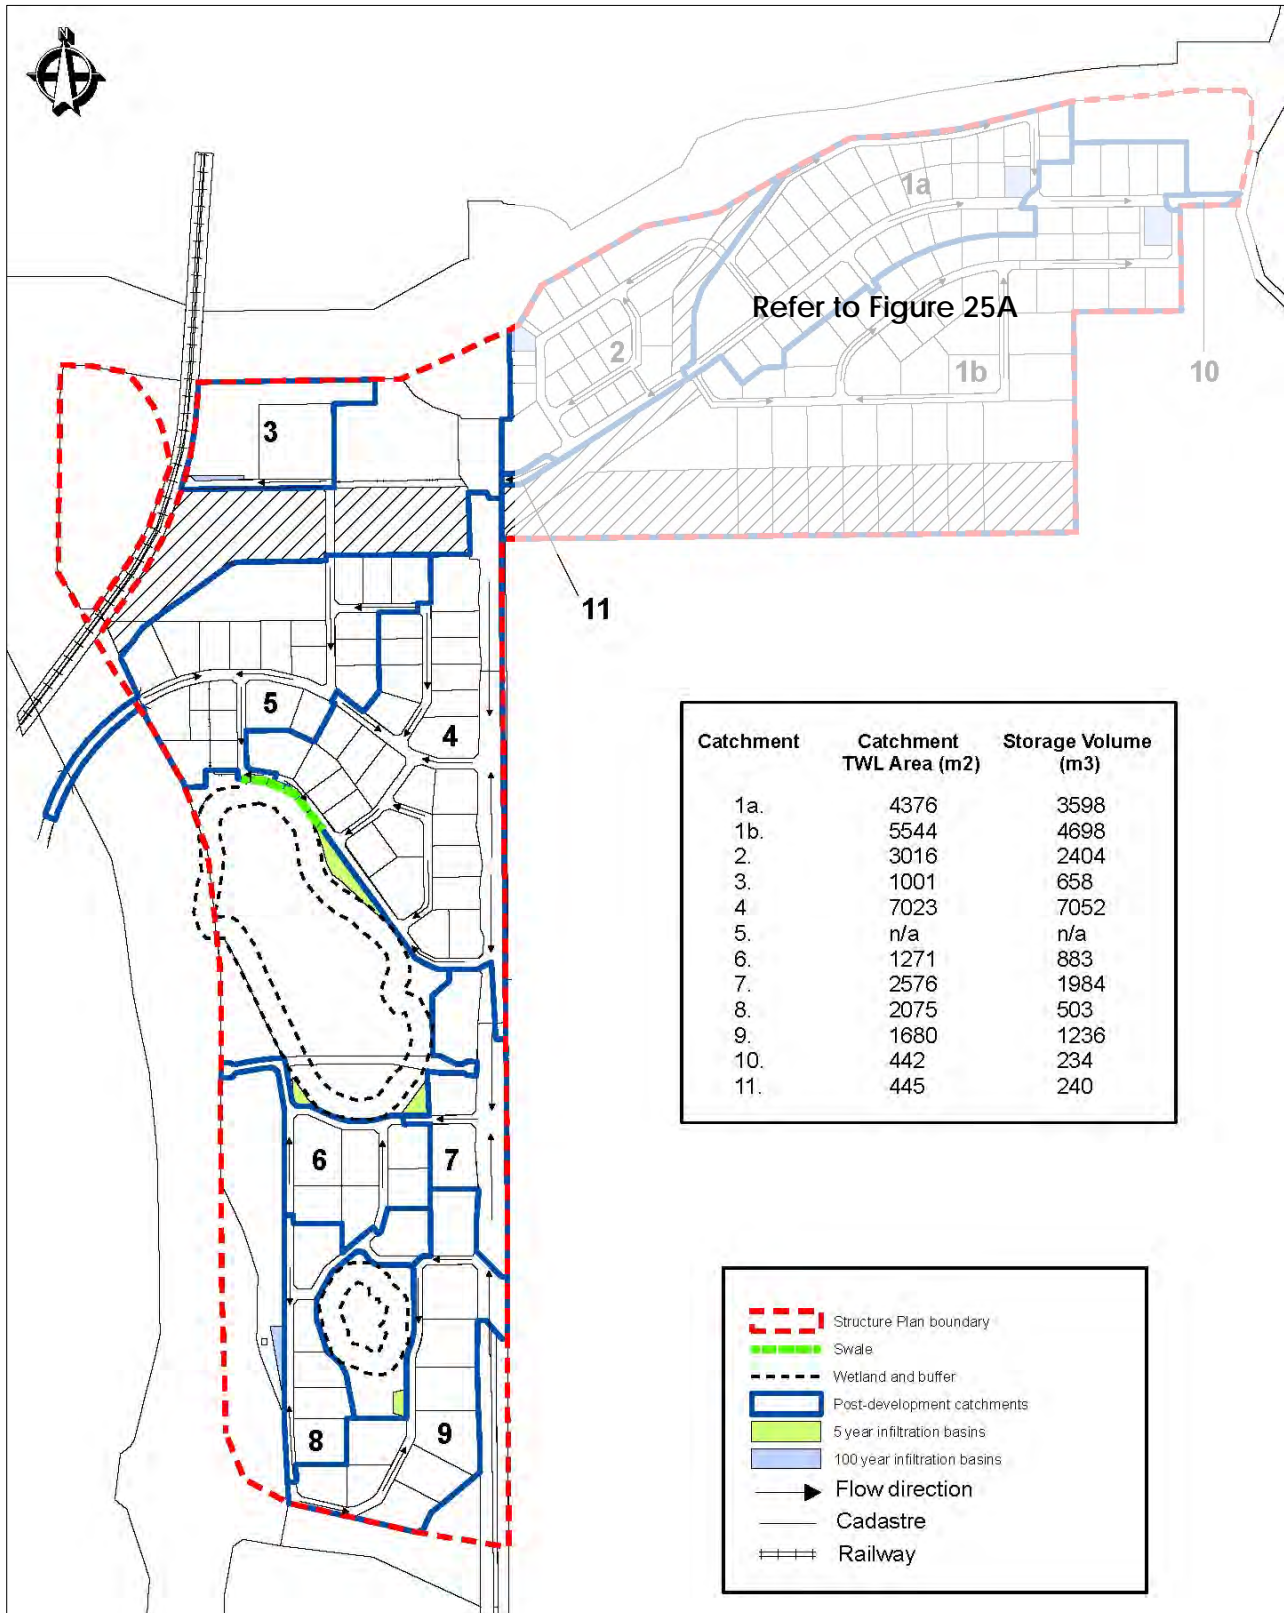 N
1a
Refer to Figure 25A
2
1b
10
3
11
5
4
Catchment Catchment TWL Area (m2) Storage Volume (m3)
1a. 4376 3598
1b. 5544 4698
2. 3016 2404
3. 1001 658
4 7023 7052
5. n/a n/a
6. 1271 883
7. 2576 1984
8. 2075 503
9. 1680 1236
10. 442 234
11. 445 240
6
7
8
9
Structure Plan boundary
Swale
Wetland and buffer
Post-development catchments
5 year infiltration basins
100 year infiltration basins
Flow direction
Cadastre
Railway